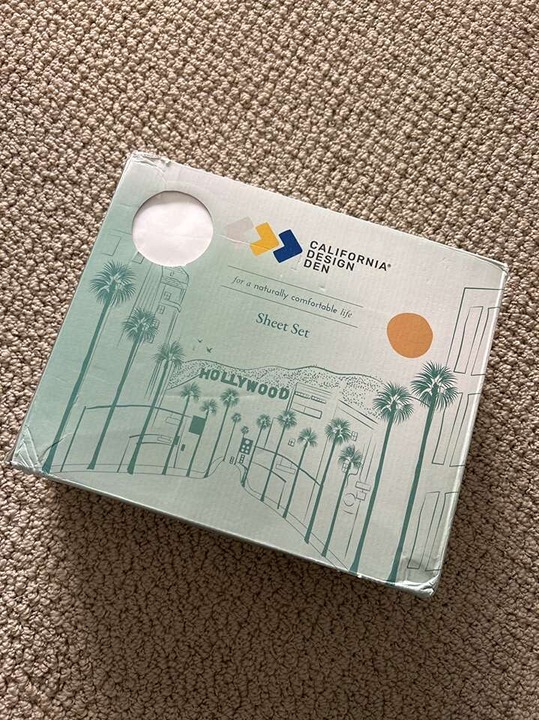 CALIFORNIA®
DESIGN
DEN
for a naturally comfortable life
Sheet Set
HOLLYWOOD